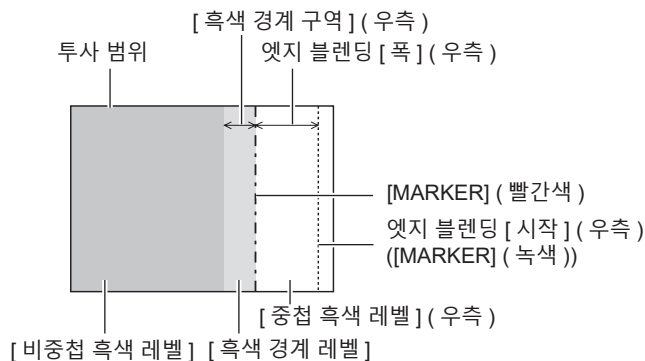 [ 흑색 경계 구역 ] ( 우측 )
투사 범위
엣지 블렌딩 [ 폭 ] ( 우측 )
[MARKER] ( 빨간색 )
엣지 블렌딩 [ 시작 ] ( 우측 )
([MARKER] ( 녹색 ))
[ 중첩 흑색 레벨 ] ( 우측 )
[ 비중첩 흑색 레벨 ]
[ 흑색 경계 레벨 ]